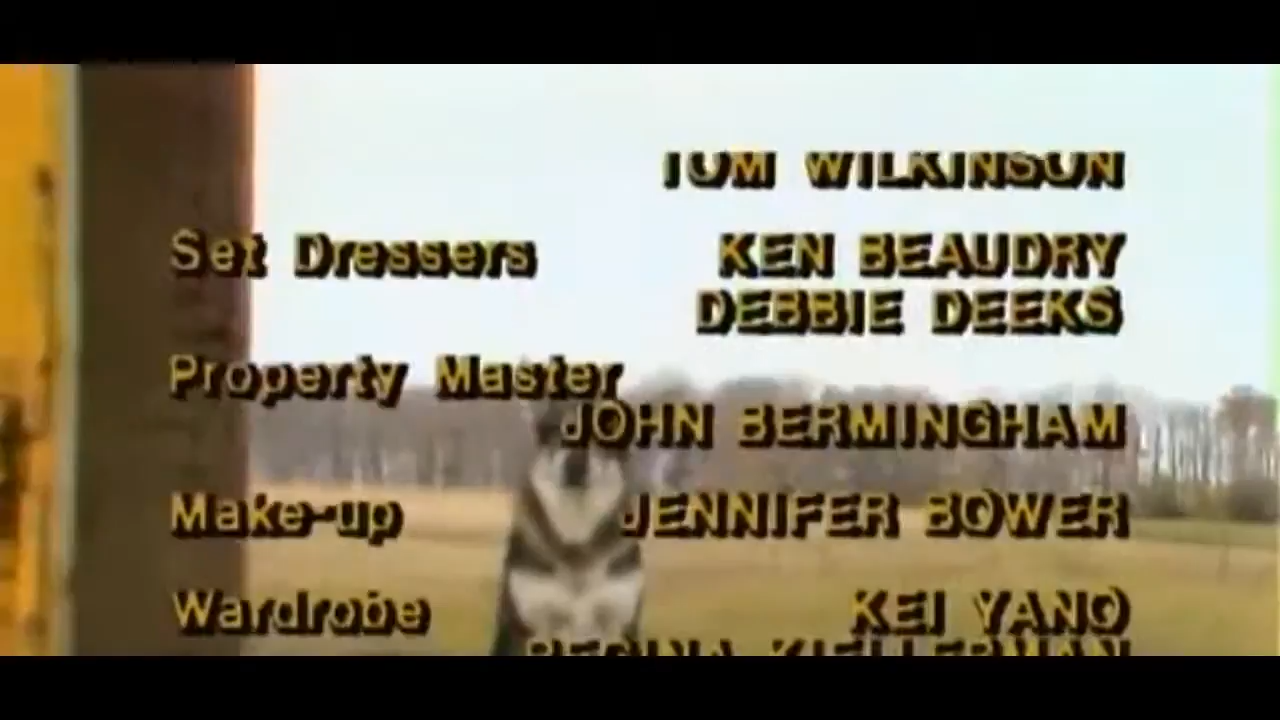 TOM WILKINSON
Set Dressers KEN BEAUDRY
DEBBIE DEEKS
Property Master
JOHN BERMINGHAM
Make-up JENNIFER BOWER
Wardrobe KEI YANO